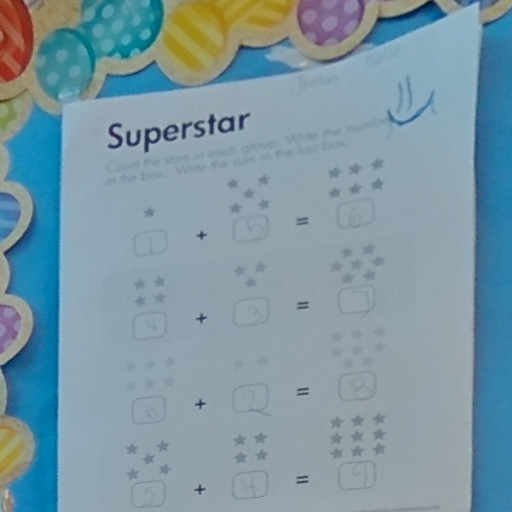 Superstar
Count the stars in each group. Write the number
in the box. Write the sum in the last box.
1 + 5 = 6
4 + 3 = 7
6 + 2 = 8
5 + 4 = 9